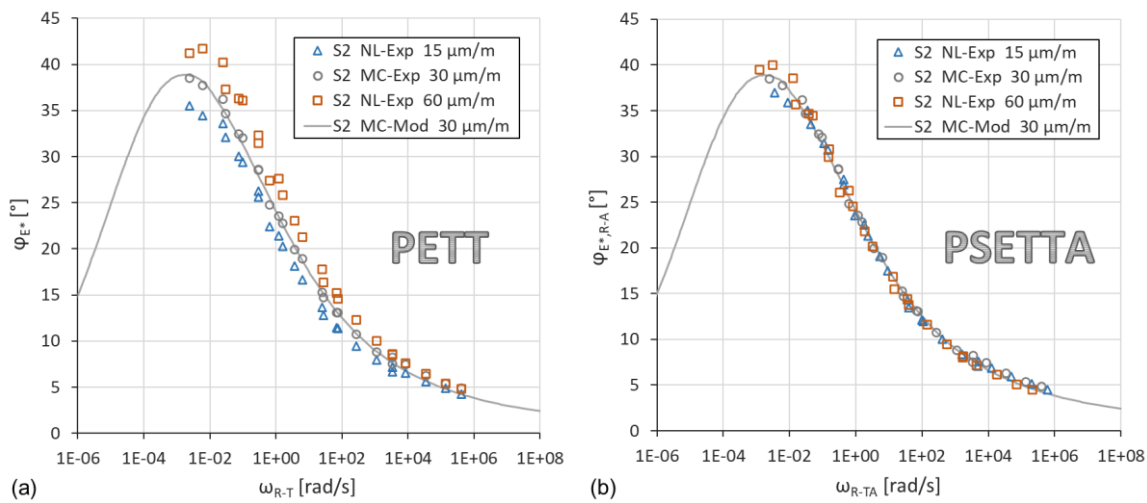 45
40
35
30
25
20
15
10
5
0
φE* [°]
S2 NL-Exp 15 μm/m
S2 MC-Exp 30 μm/m
S2 NL-Exp 60 μm/m
S2 MC-Mod 30 μm/m
PETT
1E-06 1E-04 1E-02 1E+00 1E+02 1E+04 1E+06 1E+08
ωR-T [rad/s]
(a)
45
40
35
30
25
20
15
10
5
0
φE*,R-A [°]
S2 NL-Exp 15 μm/m
S2 MC-Exp 30 μm/m
S2 NL-Exp 60 μm/m
S2 MC-Mod 30 μm/m
PSETTA
1E-06 1E-04 1E-02 1E+00 1E+02 1E+04 1E+06 1E+08
ωR-TA [rad/s]
(b)